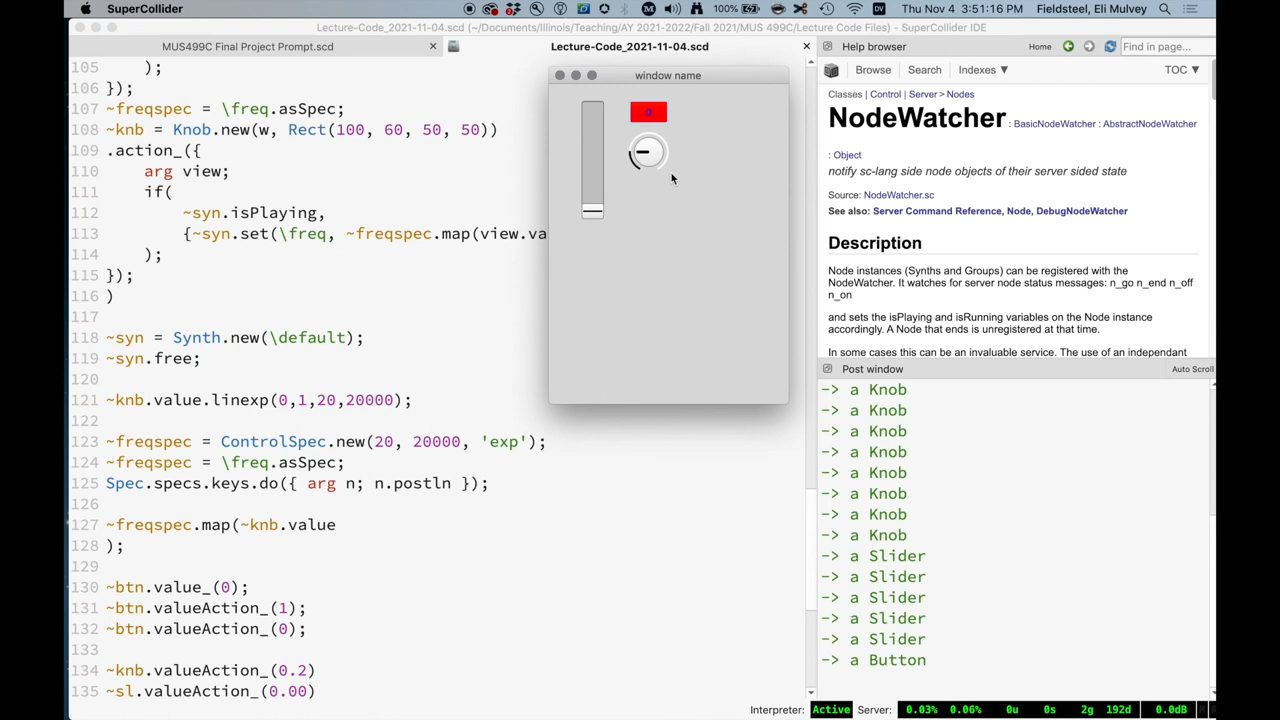 SuperCollider
100%
DV
Thu Nov 4 3:51:16 PM
Fieldsteel, Eli Mulvey
Lecture-Code_2021-11-04.scd (~/Documents/Illinois/Teaching/AY 2021-2022/Fall 2021/MUS 499C/Lecture Code Files) - SuperCollider IDE
MUS499C Final Project Prompt.scd
Lecture-Code_2021-11-04.scd
105 );
106 });
107 ~freqspec = \freq.asSpec;
108 ~knb = Knob.new(w, Rect(100, 60, 50, 50))
109 .action_({
110 arg view;
111 if(
112 ~syn.isPlaying,
113 {~syn.set(\freq, ~freqspec.map(view.va
114 );
115 });
116 )
117
118 ~syn = Synth.new(\default);
119 ~syn.free;
120
121 ~knb.value.linexp(0,1,20,20000);
122
123 ~freqspec = ControlSpec.new(20, 20000, 'exp');
124 ~freqspec = \freq.asSpec;
125 Spec.specs.keys.do({ arg n; n.postln });
126
127 ~freqspec.map(~knb.value
128 );
129
130 ~btn.value_(0);
131 ~btn.valueAction_(1);
132 ~btn.valueAction_(0);
133
134 ~knb.valueAction_(0.2)
135 ~sl.valueAction_(0.00)
window name
0
Help browser
Home
Find in page...
Browse
Search
Indexes ▼
TOC ▼
Classes | Control | Server > Nodes
NodeWatcher : BasicNodeWatcher : AbstractNodeWatcher
: Object
notify sc-lang side node objects of their server sided state
Source: NodeWatcher.sc
See also: Server Command Reference, Node, DebugNodeWatcher
Description
Node instances (Synths and Groups) can be registered with the
NodeWatcher. It watches for server node status messages: n_go n_end n_off
n_on
and sets the isPlaying and isRunning variables on the Node instance
accordingly. A Node that ends is unregistered at that time.
In some cases this can be an invaluable service. The use of an independant
Post window
Auto Scroll
-> a Knob
-> a Knob
-> a Knob
-> a Knob
-> a Knob
-> a Knob
-> a Knob
-> a Knob
-> a Slider
-> a Slider
-> a Slider
-> a Slider
-> a Slider
-> a Button
Interpreter: Active Server: 0.03% 0.06% 0u 0s 2g 192d 0.0dB